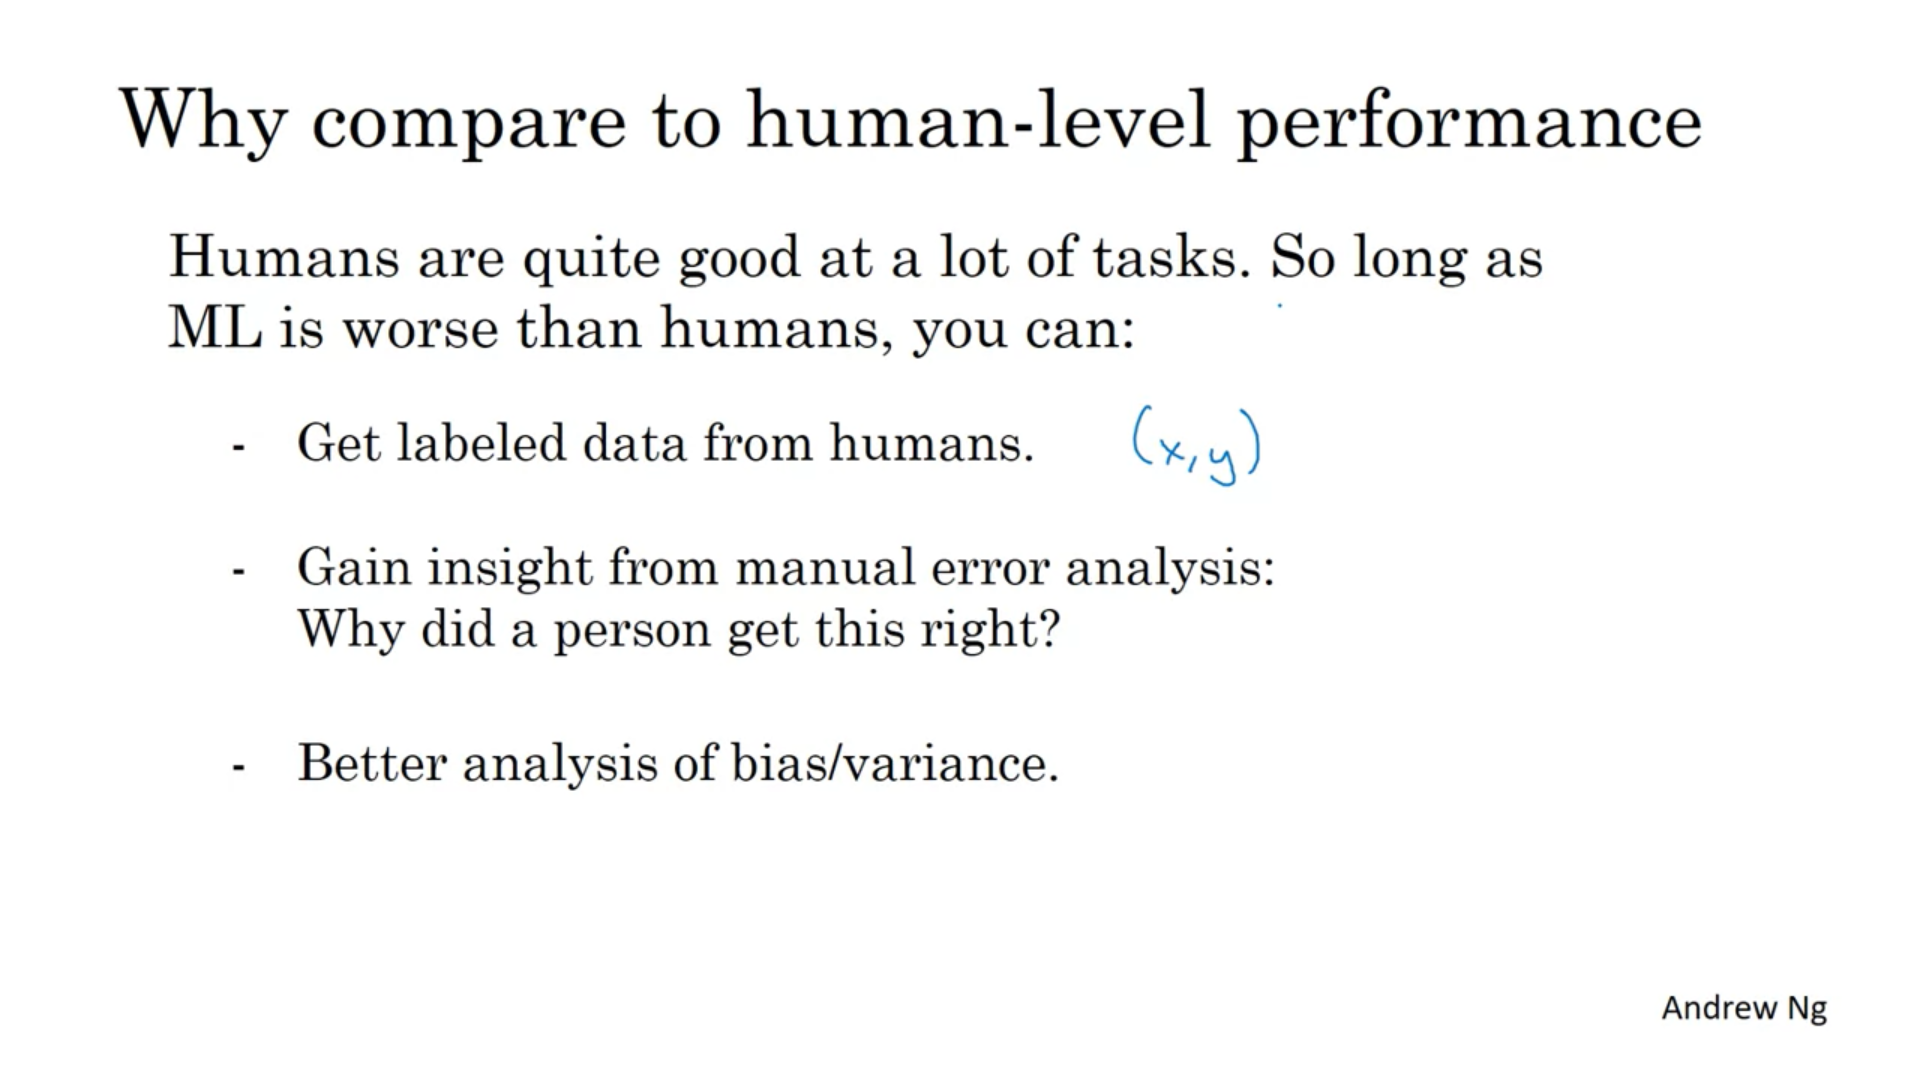 Why compare to human-level performance
Humans are quite good at a lot of tasks. So long as
ML is worse than humans, you can:
- Get labeled data from humans. (x,y)
- Gain insight from manual error analysis:
Why did a person get this right?
- Better analysis of bias/variance.
Andrew Ng